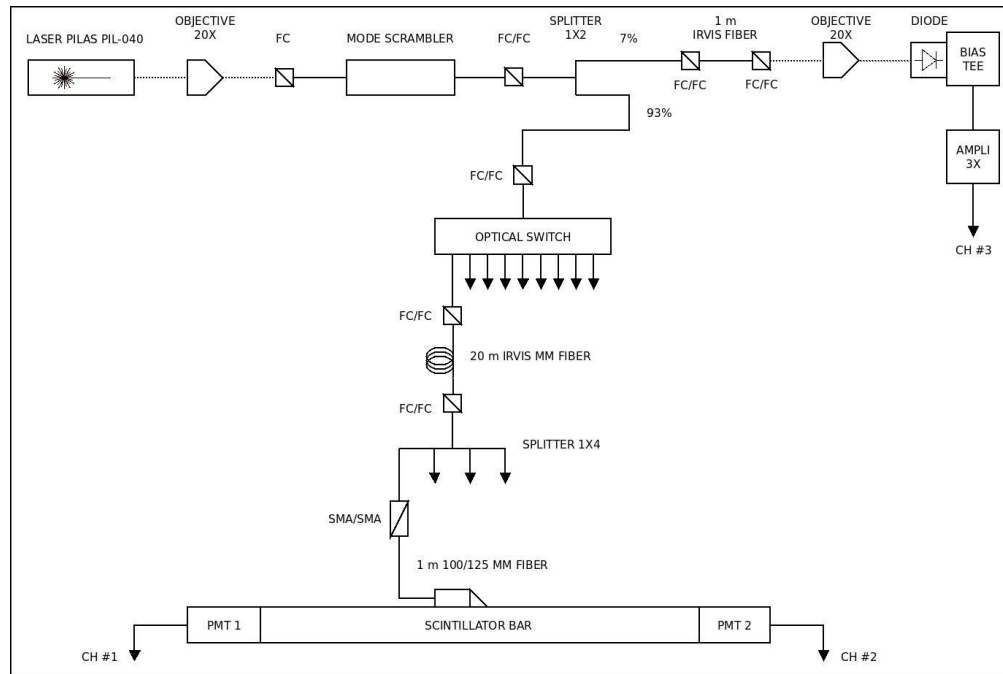 LASER PILAS PIL-040
OBJECTIVE
20X
FC
MODE SCRAMBLER
FC/FC
SPLITTER
1X2
7%
1 m
IRVIS FIBER
FC/FC
FC/FC
OBJECTIVE
20X
DIODE
BIAS
TEE
93%
AMPLI
3X
CH #3
FC/FC
OPTICAL SWITCH
FC/FC
20 m IRVIS MM FIBER
FC/FC
SPLITTER 1X4
SMA/SMA
1 m 100/125 MM FIBER
PMT 1
SCINTILLATOR BAR
PMT 2
CH #1
CH #2